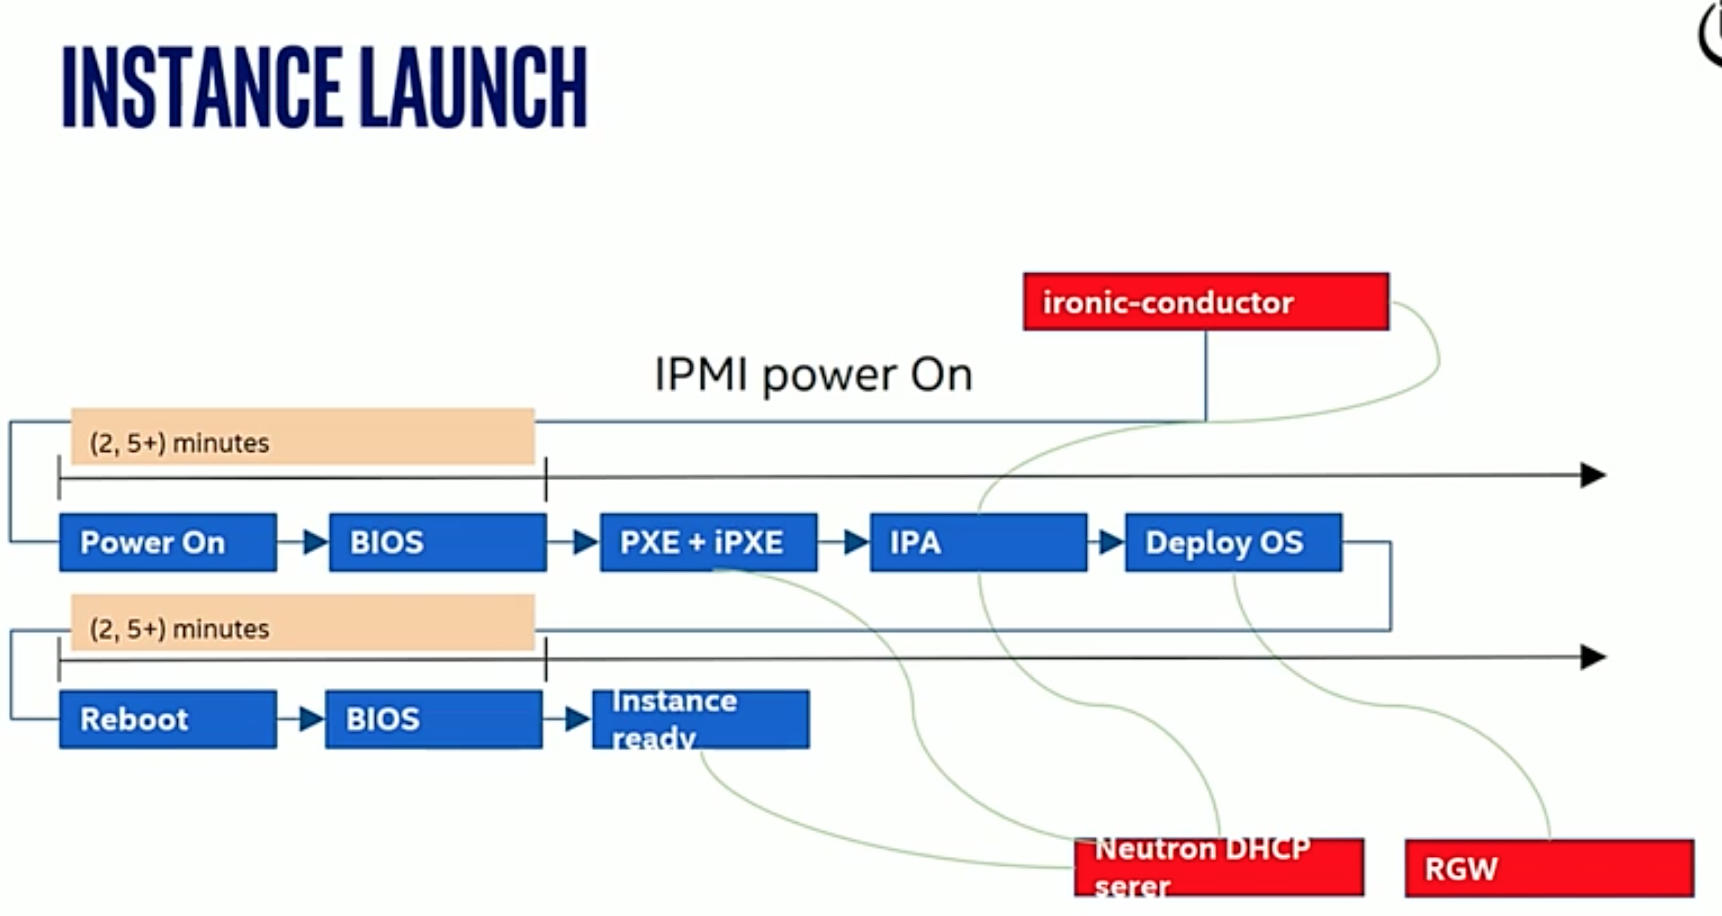 INSTANCE LAUNCH
ironic-conductor
IPMI power On
(2, 5+) minutes
Power On
BIOS
PXE + iPXE
IPA
Deploy OS
(2, 5+) minutes
Reboot
BIOS
Instance
ready
Neutron DHCP
serer
RGW